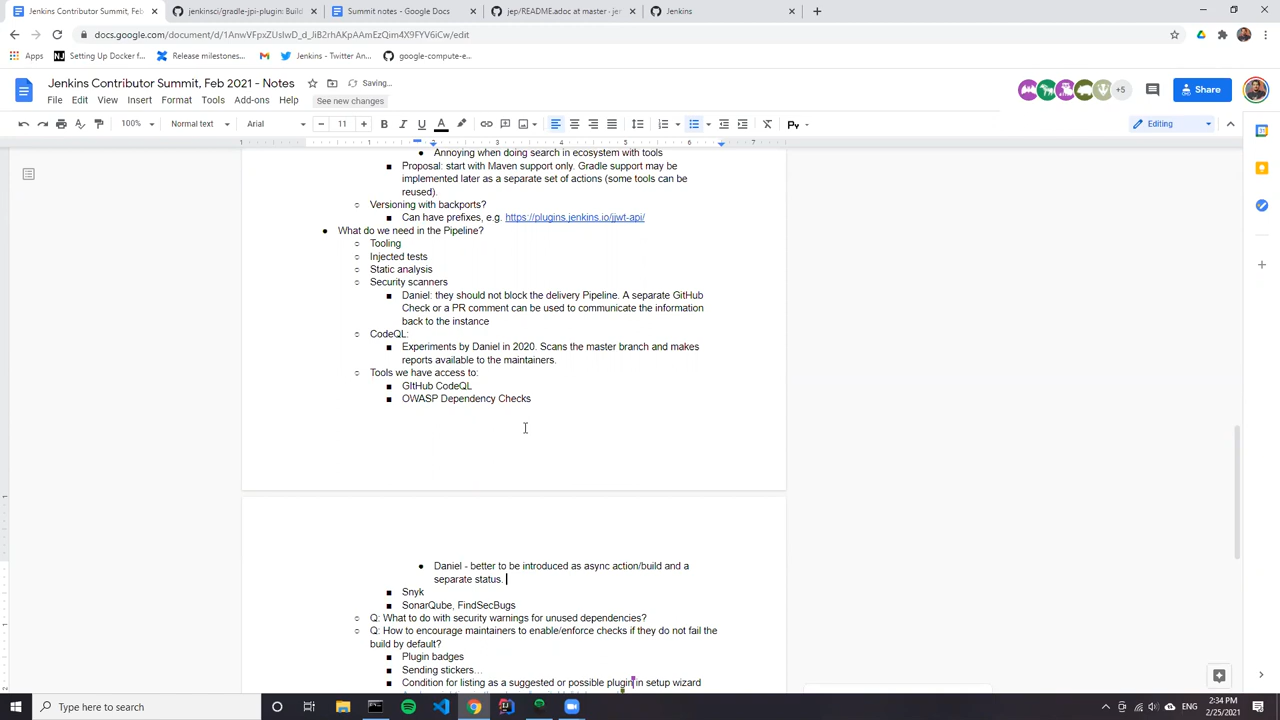 Jenkins Contributor Summit, Feb
jenkinsci/gradle-jpi-plugin: Buil
Summit notes - Google Docs
jep/README.adoc at master · jen
Jenkins
docs.google.com/document/d/1AnwVFpxZUslwD_d_JiB2rhAKpAAmEzQim4X9FYV6iCw/edit
Apps
Setting Up Docker f...
Release milestones...
Jenkins - Twitter An...
google-compute-e...
Jenkins Contributor Summit, Feb 2021 - Notes
Saving...
+5
Share
File Edit View Insert Format Tools Add-ons Help
See new changes
100%
Normal text
Arial
11
Editing
● Annoying when doing search in ecosystem with tools
■ Proposal: start with Maven support only. Gradle support may be
implemented later as a separate set of actions (some tools can be
reused).
○ Versioning with backports?
■ Can have prefixes, e.g. https://plugins.jenkins.io/jjwt-api/
● What do we need in the Pipeline?
○ Tooling
○ Injected tests
○ Static analysis
○ Security scanners
■ Daniel: they should not block the delivery Pipeline. A separate GitHub
Check or a PR comment can be used to communicate the information
back to the instance
○ CodeQL:
■ Experiments by Daniel in 2020. Scans the master branch and makes
reports available to the maintainers.
○ Tools we have access to:
■ GItHub CodeQL
■ OWASP Dependency Checks
● Daniel - better to be introduced as async action/build and a
separate status.
■ Snyk
■ SonarQube, FindSecBugs
○ Q: What to do with security warnings for unused dependencies?
○ Q: How to encourage maintainers to enable/enforce checks if they do not fail the
build by default?
■ Plugin badges
■ Sending stickers...
■ Condition for listing as a suggested or possible plugin in setup wizard
Type here to search
ENG
2:34 PM
2/25/2021